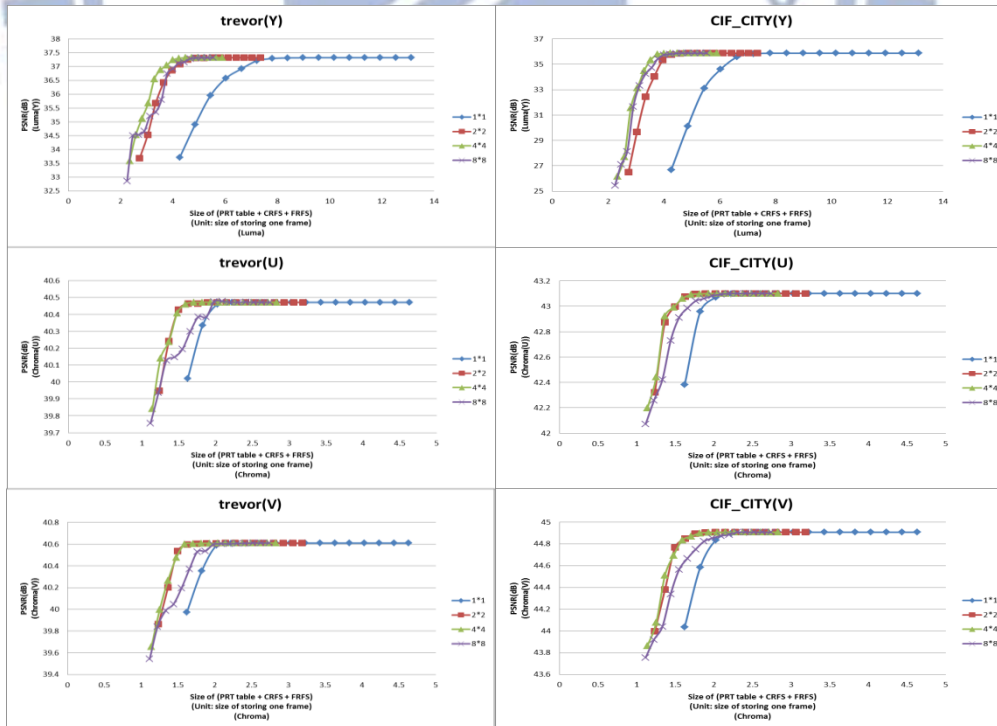 trevor(Y)
38
37.5
37
36.5
36
35.5
35
34.5
34
33.5
33
32.5
PSNR(dB)
(Luma(Y))
0 2 4 6 8 10 12 14
Size of (PRT table + CRFS + FRFS)
(Unit: size of storing one frame)
(Luma)
1*1
2*2
4*4
8*8
CIF_CITY(Y)
37
35
33
31
29
27
25
PSNR(dB)
(Luma(Y))
0 2 4 6 8 10 12 14
Size of (PRT table + CRFS + FRFS)
(Unit: size of storing one frame)
(Luma)
1*1
2*2
4*4
8*8
trevor(U)
40.6
40.5
40.4
40.3
40.2
40.1
40
39.9
39.8
39.7
PSNR(dB)
(Chroma(U))
0 0.5 1 1.5 2 2.5 3 3.5 4 4.5 5
Size of (PRT table + CRFS + FRFS)
(Unit: size of storing one frame)
(Chroma)
1*1
2*2
4*4
8*8
CIF_CITY(U)
43.2
43
42.8
42.6
42.4
42.2
42
PSNR(dB)
(Chroma(U))
0 0.5 1 1.5 2 2.5 3 3.5 4 4.5 5
Size of (PRT table + CRFS + FRFS)
(Unit: size of storing one frame)
(Chroma)
1*1
2*2
4*4
8*8
trevor(V)
40.8
40.6
40.4
40.2
40
39.8
39.6
39.4
PSNR(dB)
(Chroma(V))
0 0.5 1 1.5 2 2.5 3 3.5 4 4.5 5
Size of (PRT table + CRFS + FRFS)
(Unit: size of storing one frame)
(Chroma)
1*1
2*2
4*4
8*8
CIF_CITY(V)
45
44.8
44.6
44.4
44.2
44
43.8
43.6
PSNR(dB)
(Chroma(V))
0 0.5 1 1.5 2 2.5 3 3.5 4 4.5 5
Size of (PRT table + CRFS + FRFS)
(Unit: size of storing one frame)
(Chroma)
1*1
2*2
4*4
8*8